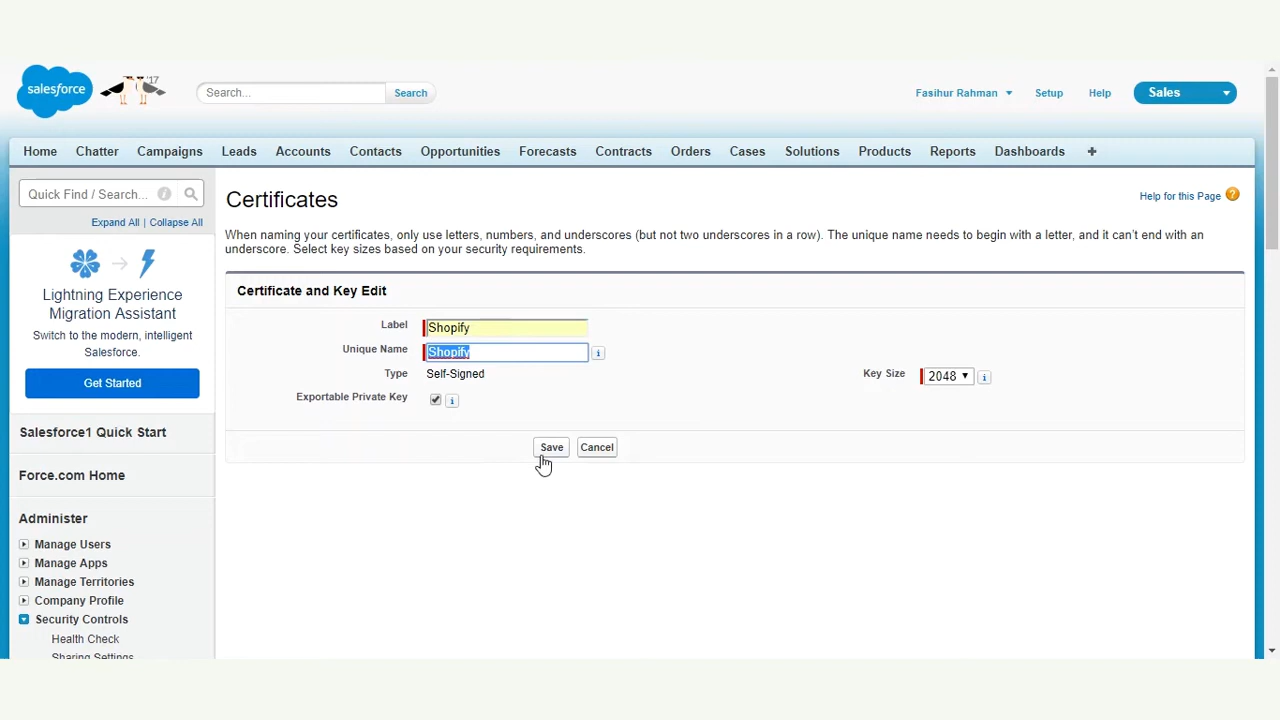 salesforce
'17
Search...
Search
Fasihur Rahman
Setup
Help
Sales
Home
Chatter
Campaigns
Leads
Accounts
Contacts
Opportunities
Forecasts
Contracts
Orders
Cases
Solutions
Products
Reports
Dashboards
+
Quick Find / Search...
Expand All | Collapse All
Lightning Experience
Migration Assistant
Switch to the modern, intelligent
Salesforce.
Get Started
Salesforce1 Quick Start
Force.com Home
Administer
Manage Users
Manage Apps
Manage Territories
Company Profile
Security Controls
Health Check
Sharing Settings
Certificates
Help for this Page ?
When naming your certificates, only use letters, numbers, and underscores (but not two underscores in a row). The unique name needs to begin with a letter, and it can't end with an
underscore. Select key sizes based on your security requirements.
Certificate and Key Edit
Label Shopify
Unique Name Shopify
Type Self-Signed
Key Size 2048
Exportable Private Key
Save Cancel